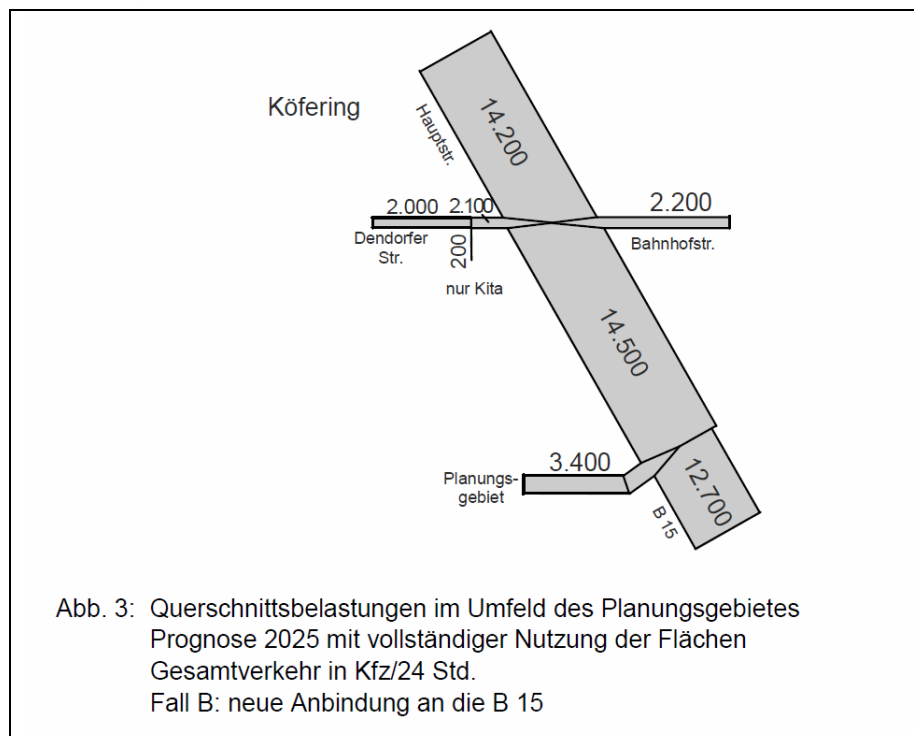 Köfering
Hauptstr.
14.200
2.000
2.100
2.200
Dendorfer
Str.
200
Bahnhofstr.
nur Kita
14.500
3.400
Planungs-
gebiet
12.700
B 15
Abb. 3: Querschnittsbelastungen im Umfeld des Planungsgebietes
Prognose 2025 mit vollständiger Nutzung der Flächen
Gesamtverkehr in Kfz/24 Std.
Fall B: neue Anbindung an die B 15